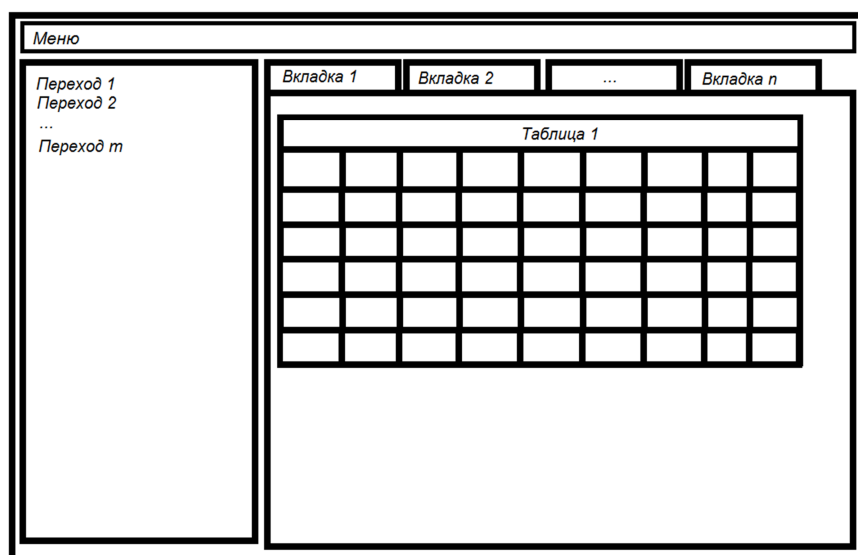 Меню
Переход 1
Переход 2
...
Переход m
Вкладка 1
Вкладка 2
...
Вкладка n
Таблица 1